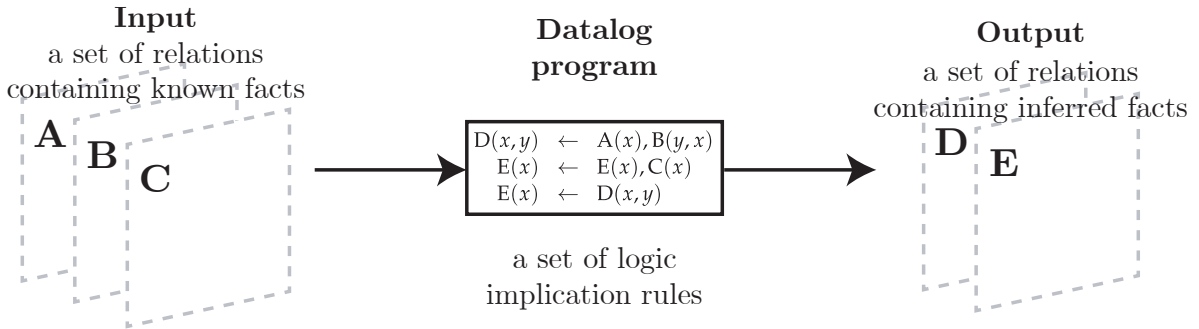 Input
a set of relations
containing known facts
A
B
C
Datalog
program
D(x, y) ← A(x), B(y, x)
E(x) ← E(x), C(x)
E(x) ← D(x, y)
a set of logic
implication rules
Output
a set of relations
containing inferred facts
D
E